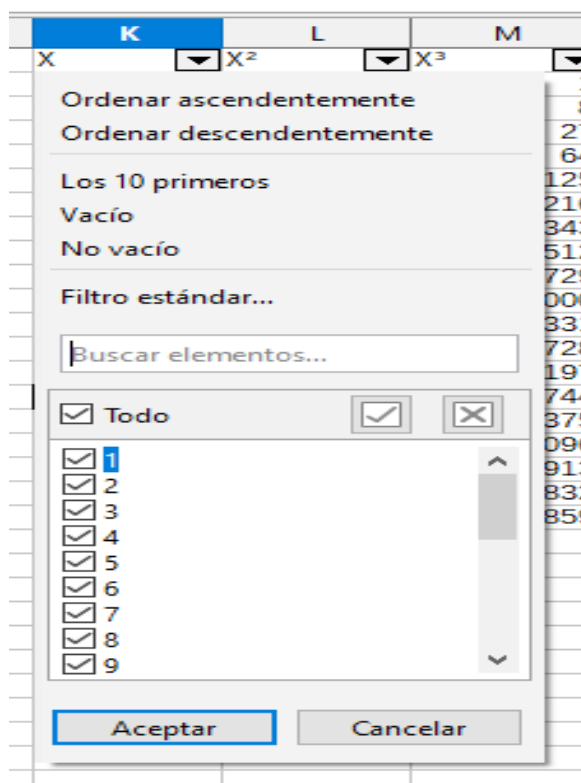 K L M
X X² X³
Ordenar ascendentemente
Ordenar descendentemente
Los 10 primeros
Vacío
No vacío
Filtro estándar...
Buscar elementos...
Todo
1
2
3
4
5
6
7
8
9
Aceptar Cancelar